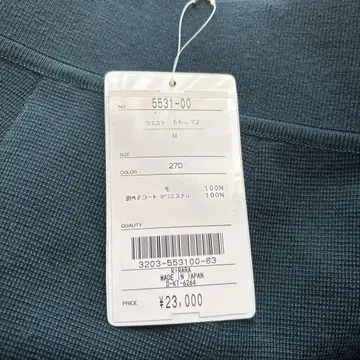 NO. 5531-00
ウエスト 66~72
M
SIZE
COLOR 27D
毛 100%
別ペチコート ポリエステル 100%
QUALITY
3203-553100-63
KIRARA
MADE IN JAPAN
D-KT-6264
PRICE ¥23,000